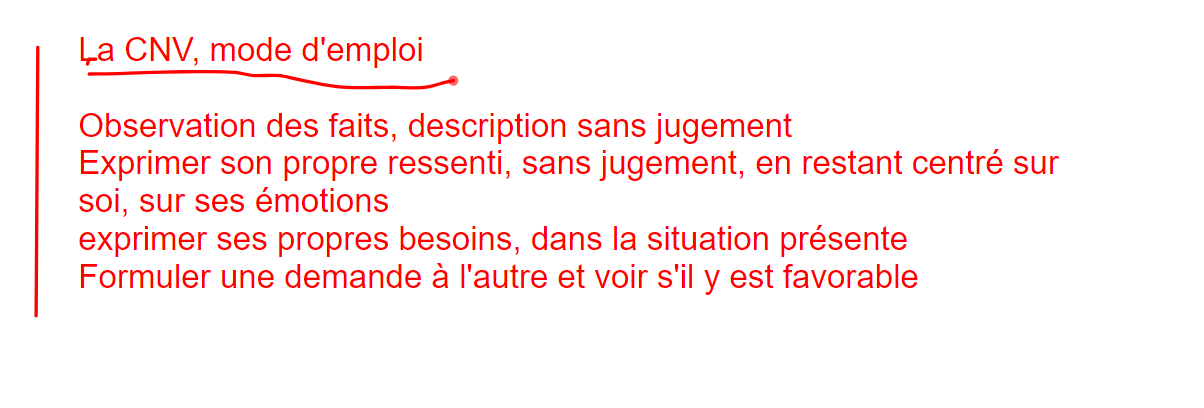 La CNV, mode d'emploi
Observation des faits, description sans jugement
Exprimer son propre ressenti, sans jugement, en restant centré sur
soi, sur ses émotions
exprimer ses propres besoins, dans la situation présente
Formuler une demande à l'autre et voir s'il y est favorable